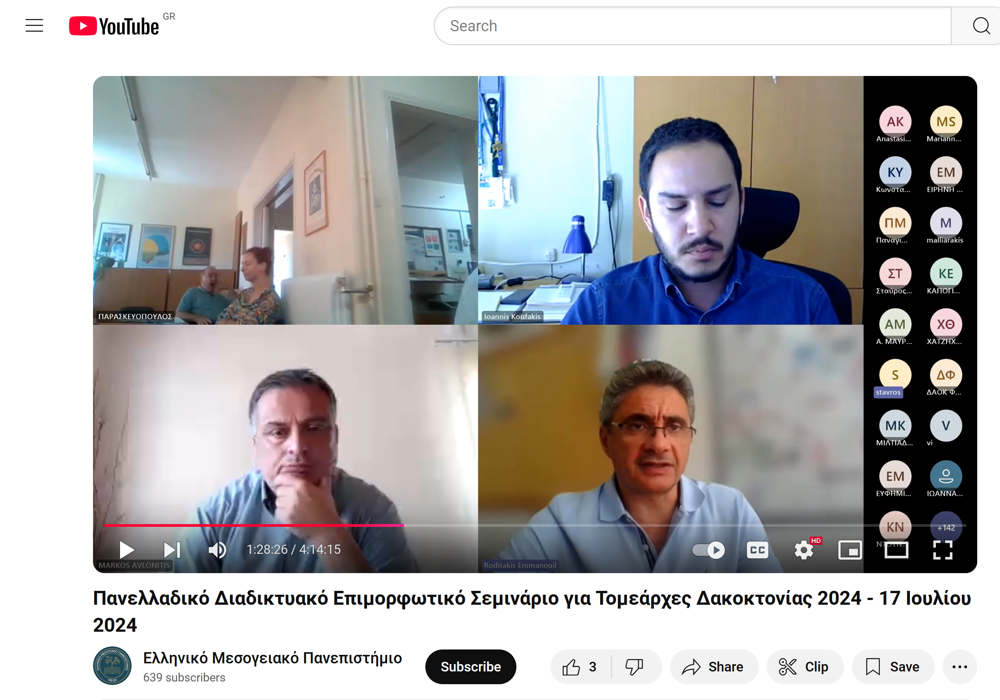 YouTube GR
Search
AK
MS
Anastasi...
Mariann...
KY
EM
Κωνστα...
ΕΙΡΗΝΗ ...
ΠΜ
M
Παναγι...
malliarakis
ΣΤ
KE
Σταύρος...
ΚΑΠΟΓΙ...
ΠΑΡΑΣΚΕΥΟΠΟΥΛΟΣ
Ioannis Koufakis
AM
ΧΘ
Α. ΜΑΥΡ...
ΧΑΤΖΗΧ...
S
ΔΦ
stavros
ΔΑΟΚ Φ...
MK
V
ΜΙΛΤΙΑΔ...
vi
EM
ΕΥΦΗΜΙ...
ΙΩΑΝΝΑ...
KN
+142
ΝΤΟΥΝ...
1:28:26 / 4:14:15
CC
HD
MARKOS AVLONITIS
Roditakis Emmanouil
Πανελλαδικό Διαδικτυακό Επιμορφωτικό Σεμινάριο για Τομεάρχες Δακοκτονίας 2024 - 17 Ιουλίου
2024
Ελληνικό Μεσογειακό Πανεπιστήμιο
639 subscribers
Subscribe
3
Share
Clip
Save